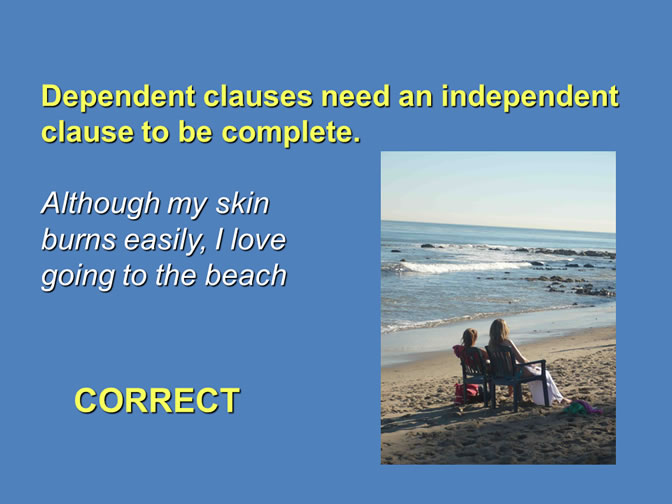 Dependent clauses need an independent
clause to be complete.
Although my skin
burns easily, I love
going to the beach
CORRECT